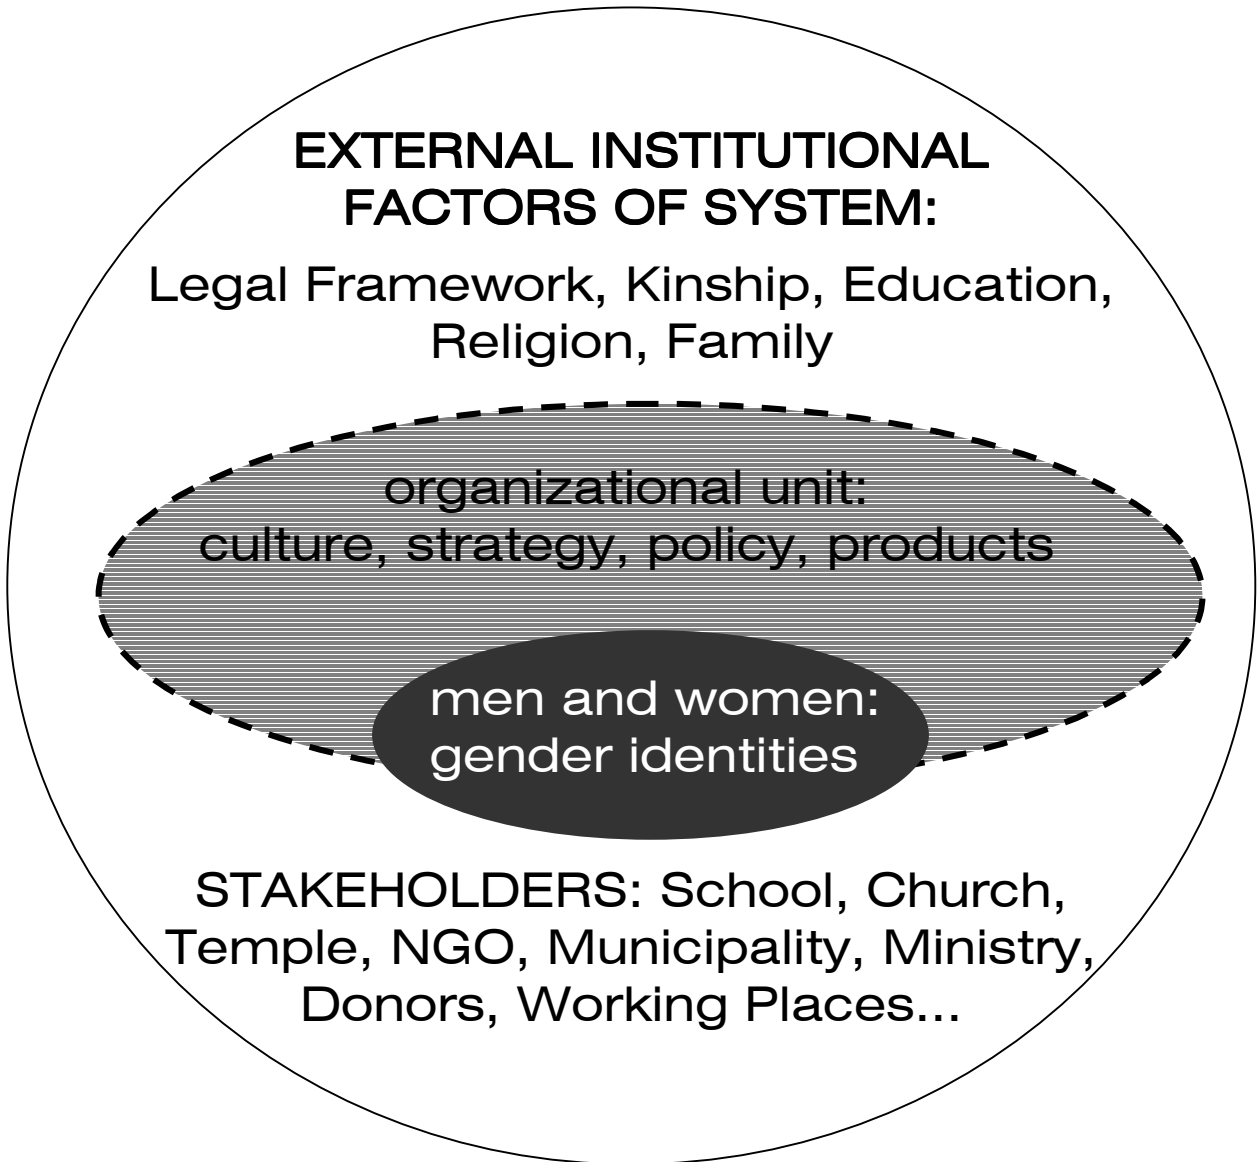 EXTERNAL INSTITUTIONAL
FACTORS OF SYSTEM:
Legal Framework, Kinship, Education,
Religion, Family
organizational unit:
culture, strategy, policy, products
men and women:
gender identities
STAKEHOLDERS: School, Church,
Temple, NGO, Municipality, Ministry,
Donors, Working Places...